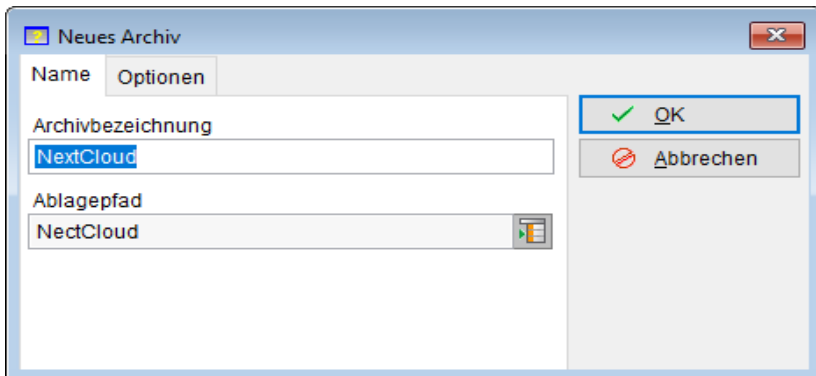 Neues Archiv
Name Optionen
Archivbezeichnung
NextCloud
Ablagepfad
NectCloud
OK
Abbrechen